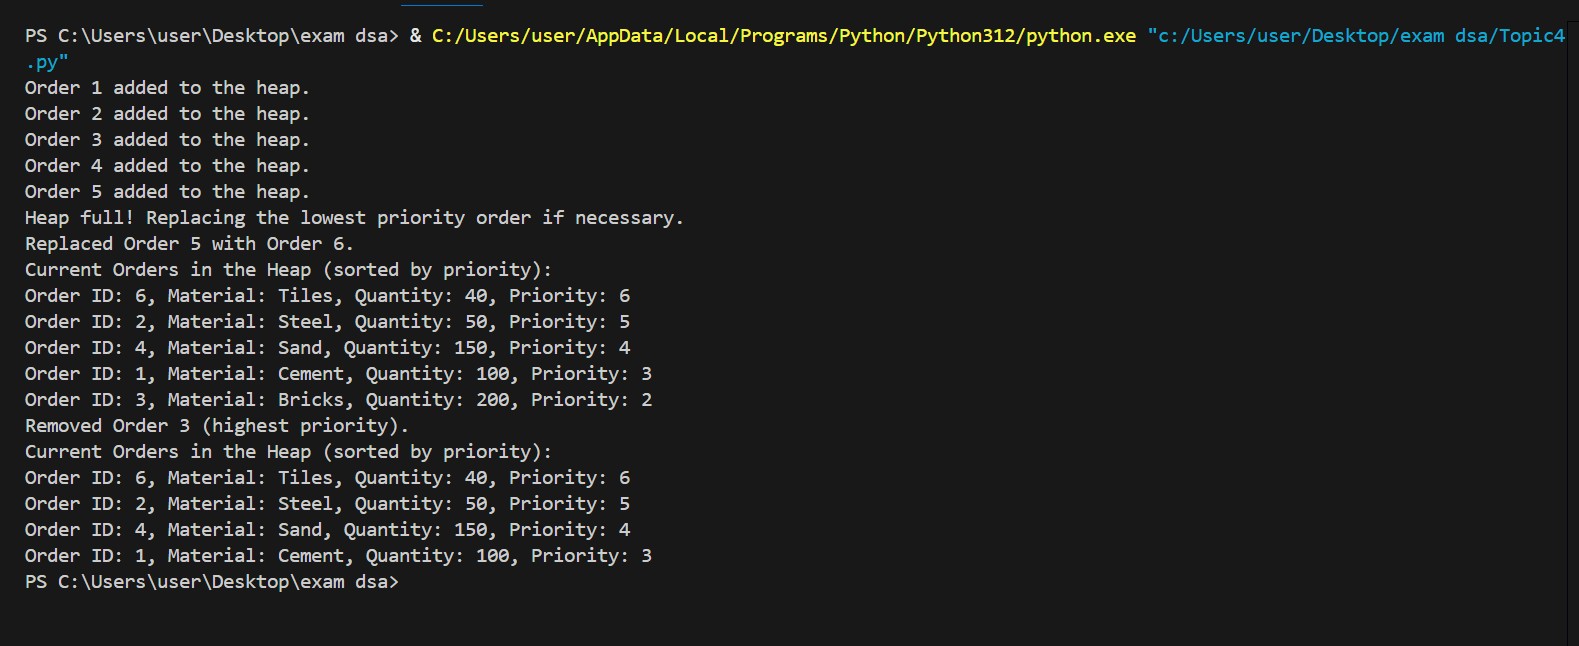 PS C:\Users\user\Desktop\exam dsa> & C:/Users/user/AppData/Local/Programs/Python/Python312/python.exe "c:/Users/user/Desktop/exam dsa/Topic4
.py"
Order 1 added to the heap.
Order 2 added to the heap.
Order 3 added to the heap.
Order 4 added to the heap.
Order 5 added to the heap.
Heap full! Replacing the lowest priority order if necessary.
Replaced Order 5 with Order 6.
Current Orders in the Heap (sorted by priority):
Order ID: 6, Material: Tiles, Quantity: 40, Priority: 6
Order ID: 2, Material: Steel, Quantity: 50, Priority: 5
Order ID: 4, Material: Sand, Quantity: 150, Priority: 4
Order ID: 1, Material: Cement, Quantity: 100, Priority: 3
Order ID: 3, Material: Bricks, Quantity: 200, Priority: 2
Removed Order 3 (highest priority).
Current Orders in the Heap (sorted by priority):
Order ID: 6, Material: Tiles, Quantity: 40, Priority: 6
Order ID: 2, Material: Steel, Quantity: 50, Priority: 5
Order ID: 4, Material: Sand, Quantity: 150, Priority: 4
Order ID: 1, Material: Cement, Quantity: 100, Priority: 3
PS C:\Users\user\Desktop\exam dsa>